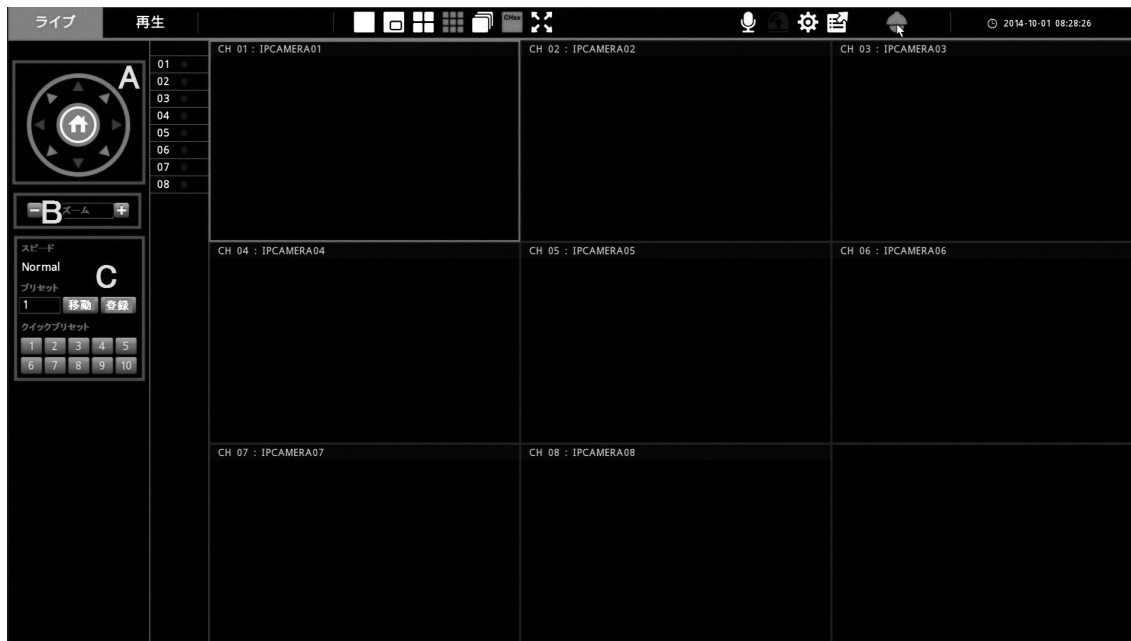 ライブ 再生 CHxx 2014-10-01 08:28:26
CH 01 : IPCAMERA01 CH 02 : IPCAMERA02 CH 03 : IPCAMERA03
A
01
02
03
04
05
06
07
08
B ズーム
スピード
Normal
C
プリセット
1 移動 登録
クイックプリセット
1 2 3 4 5
6 7 8 9 10
CH 04 : IPCAMERA04 CH 05 : IPCAMERA05 CH 06 : IPCAMERA06
CH 07 : IPCAMERA07 CH 08 : IPCAMERA08